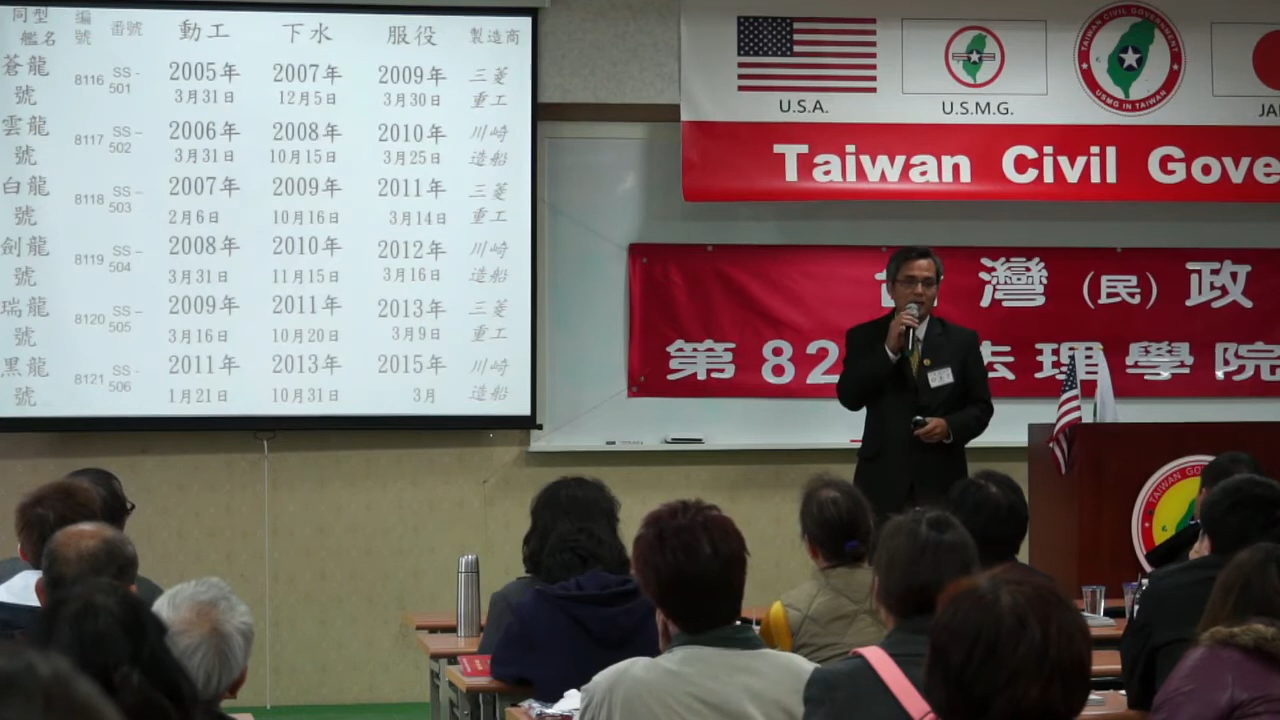 同型 編 番號 動工 下水 服役 製造商
艦名 號
蒼龍 8116 SS- 2005年 2007年 2009年 三菱
號 501 3月31日 12月5日 3月30日 重工
雲龍 8117 SS- 2006年 2008年 2010年 川崎
號 502 3月31日 10月15日 3月25日 造船
白龍 8118 SS- 2007年 2009年 2011年 三菱
號 503 2月6日 10月16日 3月14日 重工
劍龍 8119 SS- 2008年 2010年 2012年 川崎
號 504 3月31日 11月15日 3月16日 造船
瑞龍 8120 SS- 2009年 2011年 2013年 三菱
號 505 3月16日 10月20日 3月9日 重工
黑龍 8121 SS- 2011年 2013年 2015年 川崎
號 506 1月21日 10月31日 3月 造船
U.S.A. U.S.M.G. JA
TAIWAN CIVIL GOVERNMENT
USMG IN TAIWAN
Taiwan Civil Gove
灣(民)政
第82 法理學院
TAIWAN GO